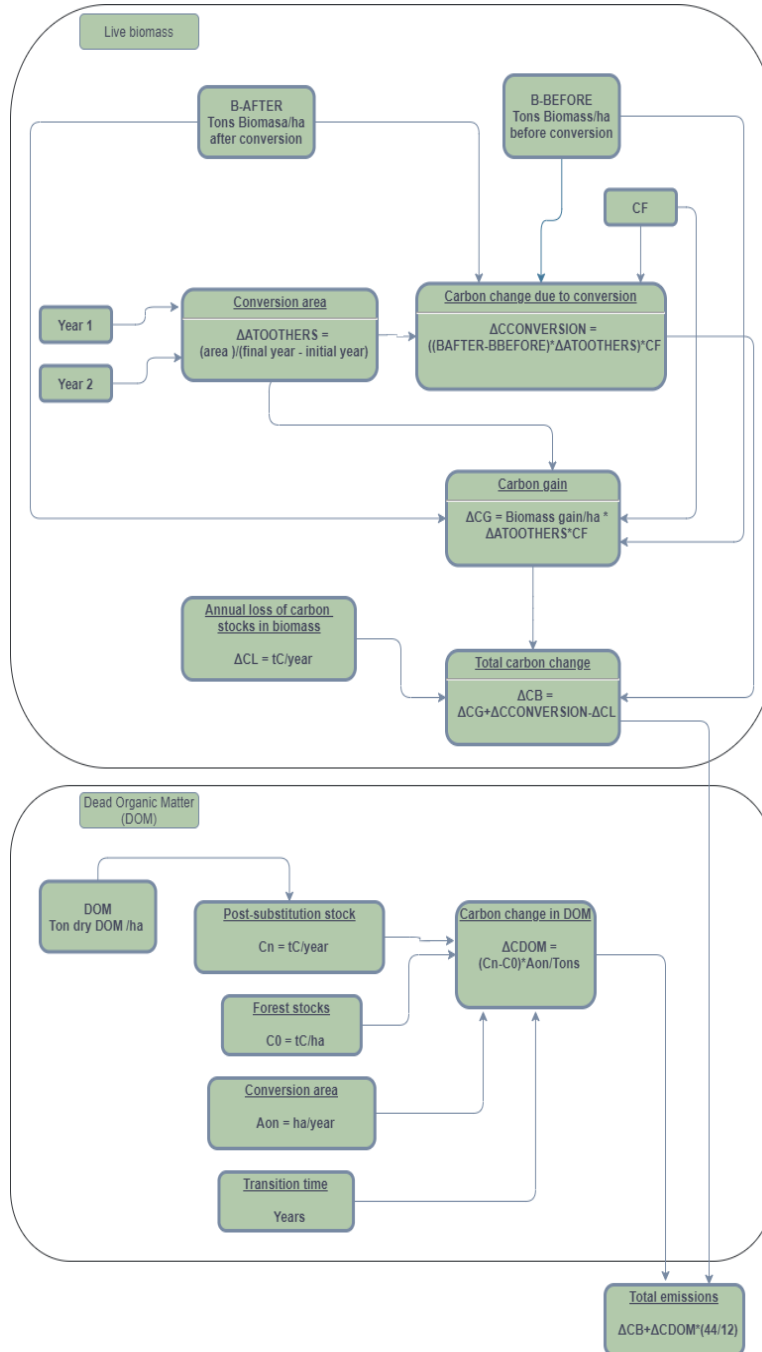 Live biomass
B-AFTER
Tons Biomasa/ha
after conversion
B-BEFORE
Tons Biomass/ha
before conversion
CF
Year 1
Year 2
Conversion area
ΔATOOTHERS =
(area )/(final year - initial year)
Carbon change due to conversion
ΔCCONVERSION =
((BAFTER-BBEFORE)*ΔATOOTHERS)*CF
Carbon gain
ΔCG = Biomass gain/ha *
ΔATOOTHERS*CF
Annual loss of carbon
stocks in biomass
ΔCL = tC/year
Total carbon change
ΔCB =
ΔCG+ΔCCONVERSION-ΔCL
Dead Organic Matter
(DOM)
DOM
Ton dry DOM /ha
Post-substitution stock
Cn = tC/year
Forest stocks
C0 = tC/ha
Conversion area
Aon = ha/year
Transition time
Years
Carbon change in DOM
ΔCDOM =
(Cn-C0)*Aon/Tons
Total emissions
ΔCB+ΔCDOM*(44/12)